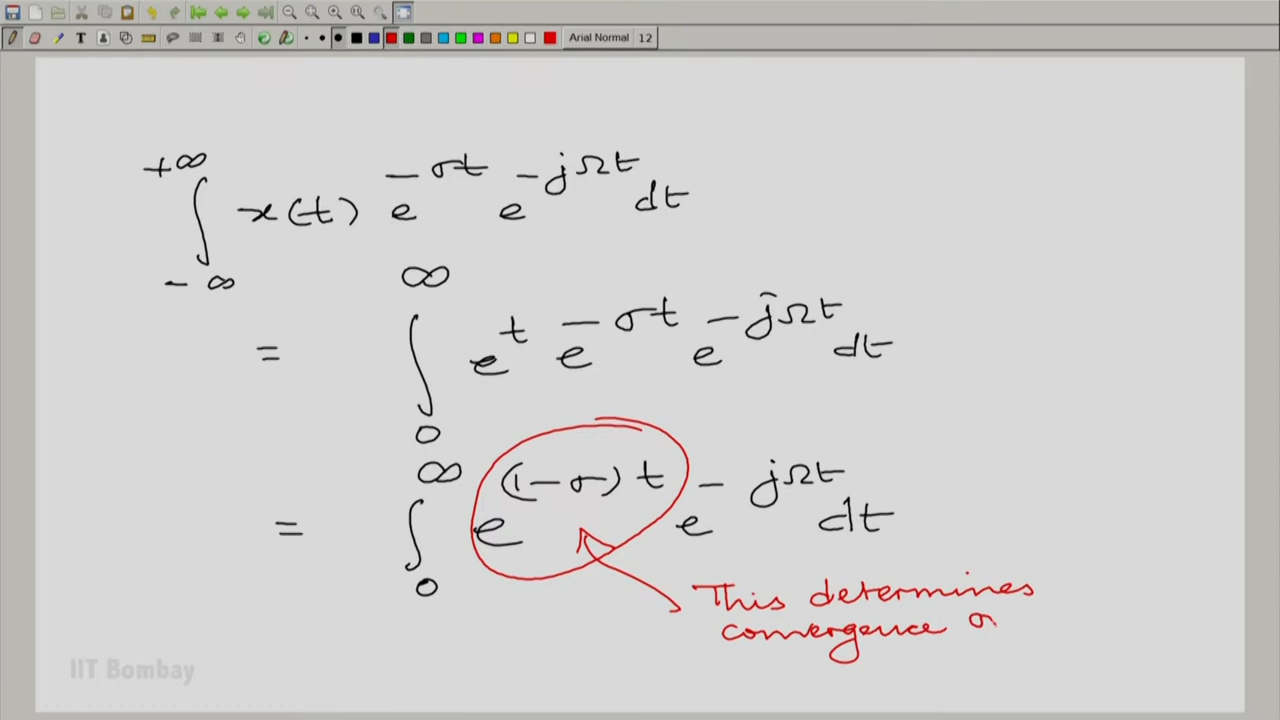 Arial Normal 12
+∞
∫ x(t) e^{-σt} e^{-jΩt} dt
-∞
∞
= ∫ e^t e^{-σt} e^{-jΩt} dt
0
∞
= ∫ e^{(1-σ)t} e^{-jΩt} dt
0
This determines
convergence o
IIT Bombay